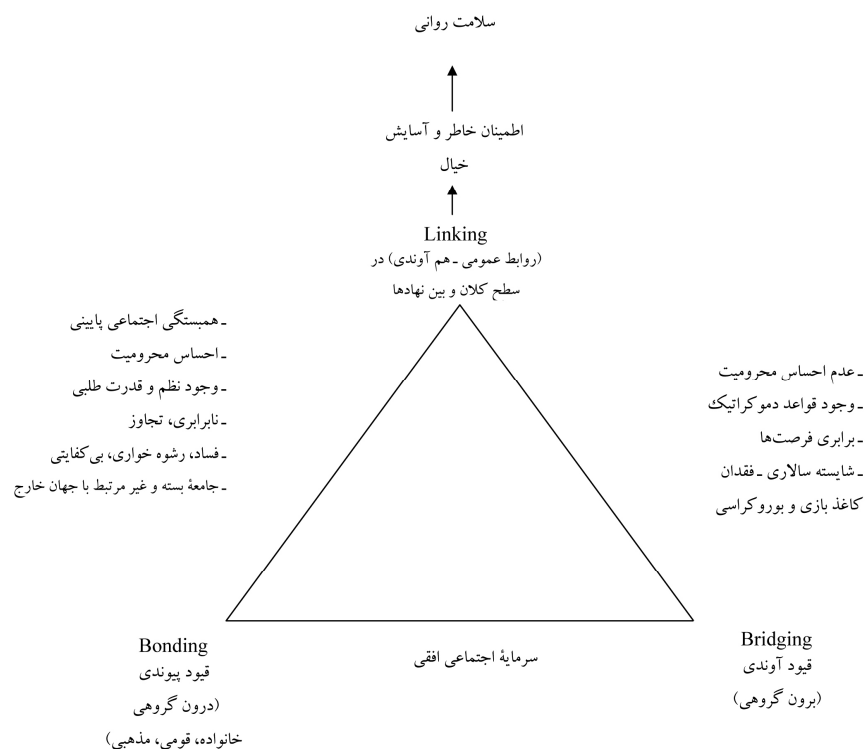 سلامت روانی
اطمینان خاطر و آسایش
خیال
Linking
(روابط عمومی ـ هم آوندی) در
سطح کلان و بین نهادها
ـ همبستگی اجتماعی پایینی
ـ احساس محرومیت
ـ وجود نظم و قدرت طلبی
ـ نابرابری، تجاوز
ـ فساد، رشوه خواری، بی‌کفایتی
ـ جامعهٔ بسته و غیر مرتبط با جهان خارج
ـ عدم احساس محرومیت
ـ وجود قواعد دموکراتیک
ـ برابری فرصت‌ها
ـ شایسته سالاری ـ فقدان
کاغذ بازی و بوروکراسی
Bridging
قیود آوندی
(برون گروهی)
سرمایهٔ اجتماعی افقی
Bonding
قیود پیوندی
(درون گروهی
خانواده، قومی، مذهبی)